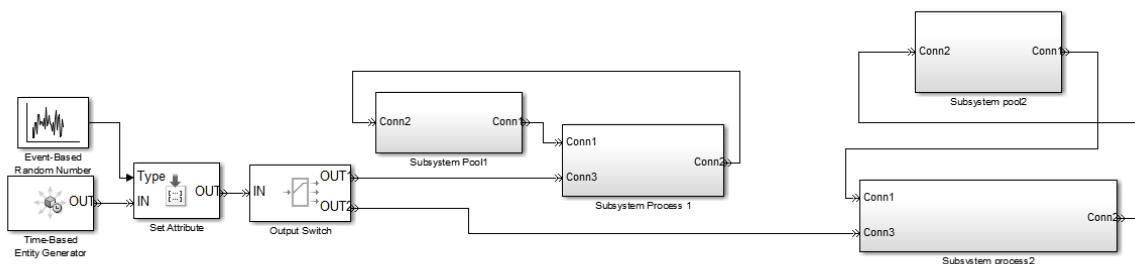 Event-Based
Random Number
OUT
Time-Based
Entity Generator
Type
IN
OUT
Set Attribute
IN
OUT1
OUT2
Output Switch
Conn2
Conn1
Subsystem Pool1
Conn1
Conn3
Conn2
Subsystem Process 1
Conn2
Conn1
Subsystem pool2
Conn1
Conn3
Conn2
Subsystem process2